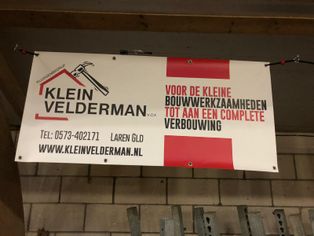 KLUSSENBEDRIJF
KLEIN
VELDERMAN V.O.F.
TEL: 0573-402171 LAREN GLD
WWW.KLEINVELDERMAN.NL
VOOR DE KLEINE
BOUWWERKZAAMHEDEN
TOT AAN EEN COMPLETE
VERBOUWING